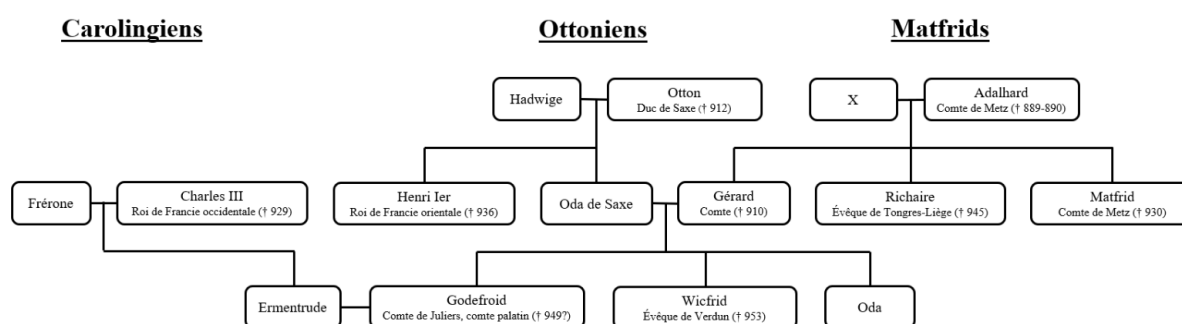 Carolingiens
Ottoniens
Matfrids
Hadwige
Otton
Duc de Saxe († 912)
X
Adalhard
Comte de Metz († 889-890)
Frérone
Charles III
Roi de Francie occidentale († 929)
Henri Ier
Roi de Francie orientale († 936)
Oda de Saxe
Gérard
Comte († 910)
Richaire
Évêque de Tongres-Liège († 945)
Matfrid
Comte de Metz († 930)
Ermentrude
Godefroid
Comte de Juliers, comte palatin († 949?)
Wicfrid
Évêque de Verdun († 953)
Oda